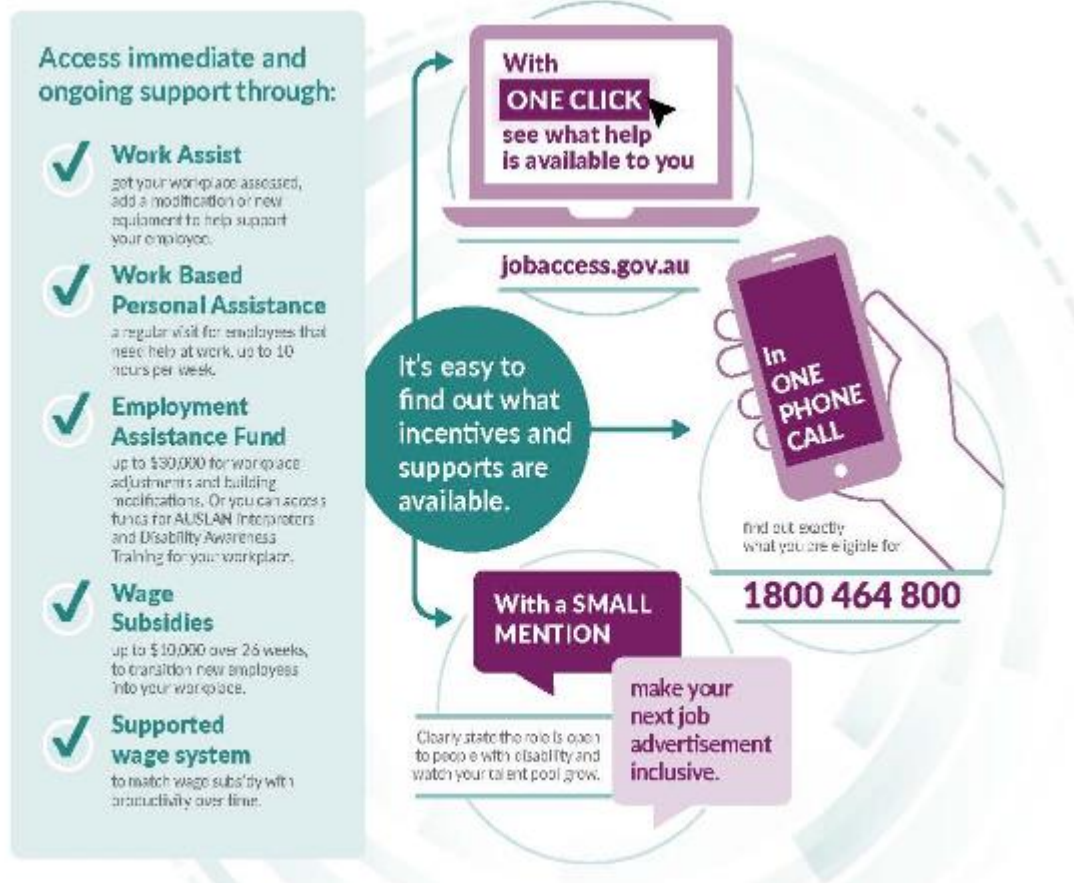 Access immediate and
ongoing support through:
Work Assist
get your workplace assessed,
add a modification or new
equipment to help support
your employee.
Work Based
Personal Assistance
a regular visit for employees that
need help at work, up to 10
hours per week.
Employment
Assistance Fund
up to $30,000 for workplace
adjustments and building
modifications. Or you can access
funds for AUSLAN Interpreters
and Disability Awareness
Training for your workplace.
Wage
Subsidies
up to $10,000 over 26 weeks,
to transition new employees
into your workplace.
Supported
wage system
to match wage subsidy with
productivity over time.
It's easy to
find out what
incentives and
supports are
available.
With
ONE CLICK
see what help
is available to you
jobaccess.gov.au
In
ONE
PHONE
CALL
find out exactly
what you are eligible for
1800 464 800
With a SMALL
MENTION
make your
next job
advertisement
inclusive.
Clearly state the role is open
to people with disability and
watch your talent pool grow.